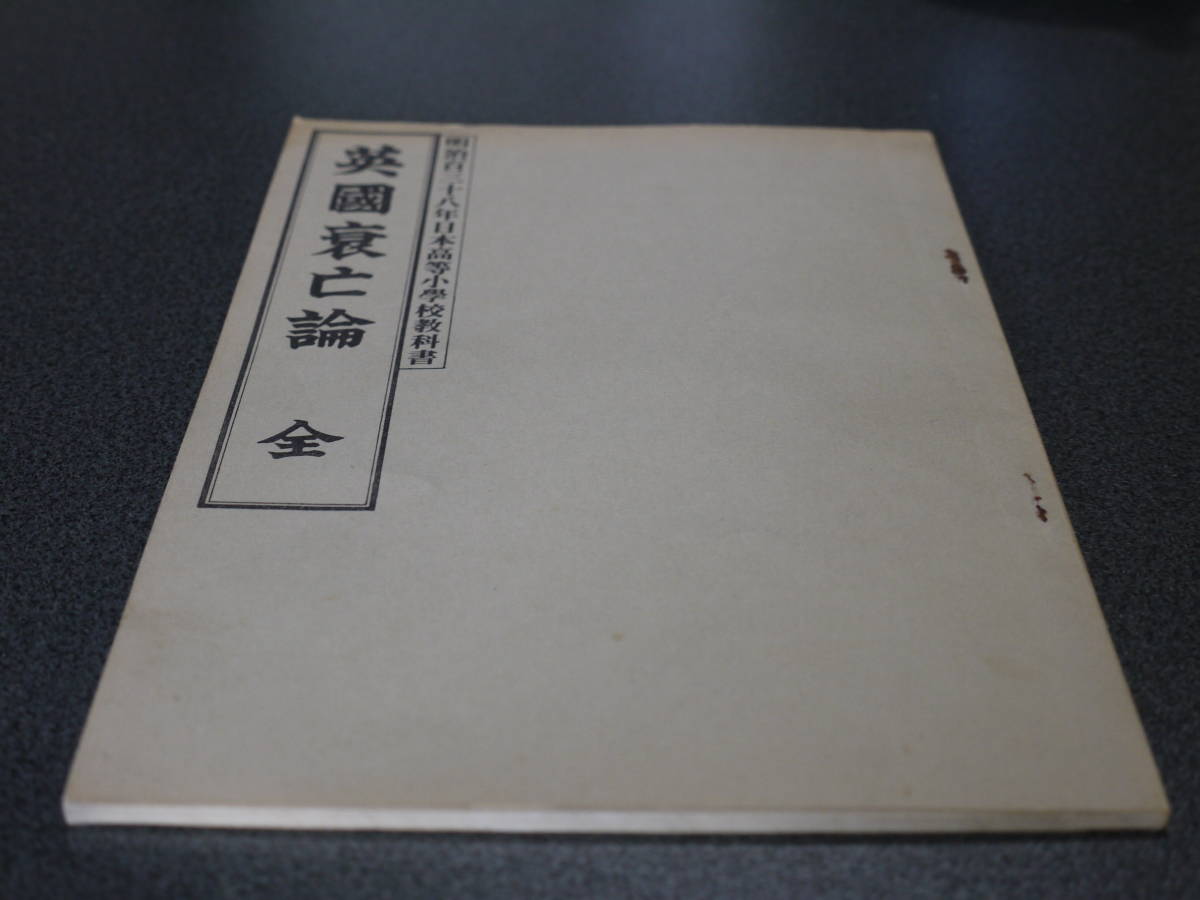 明治百三十八年日本高等小學校教科書
英國衰亡論 全